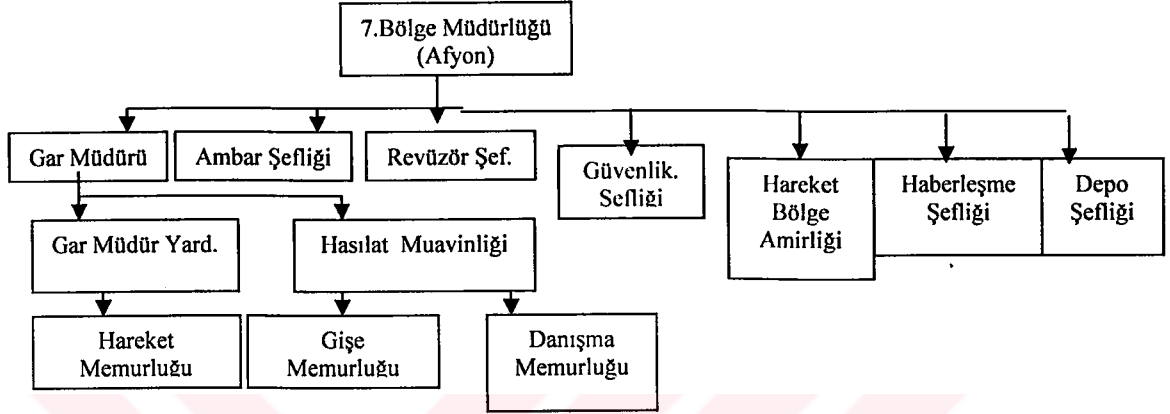 7.Bölge Müdürlüğü
(Afyon)
Gar Müdürü
Ambar Şefliği
Revüzör Şef.
Güvenlik.
Şefliği
Hareket
Bölge
Amirliği
Haberleşme
Şefliği
Depo
Şefliği
Gar Müdür Yard.
Hasılat Muavinliği
Hareket
Memurluğu
Gişe
Memurluğu
Danışma
Memurluğu